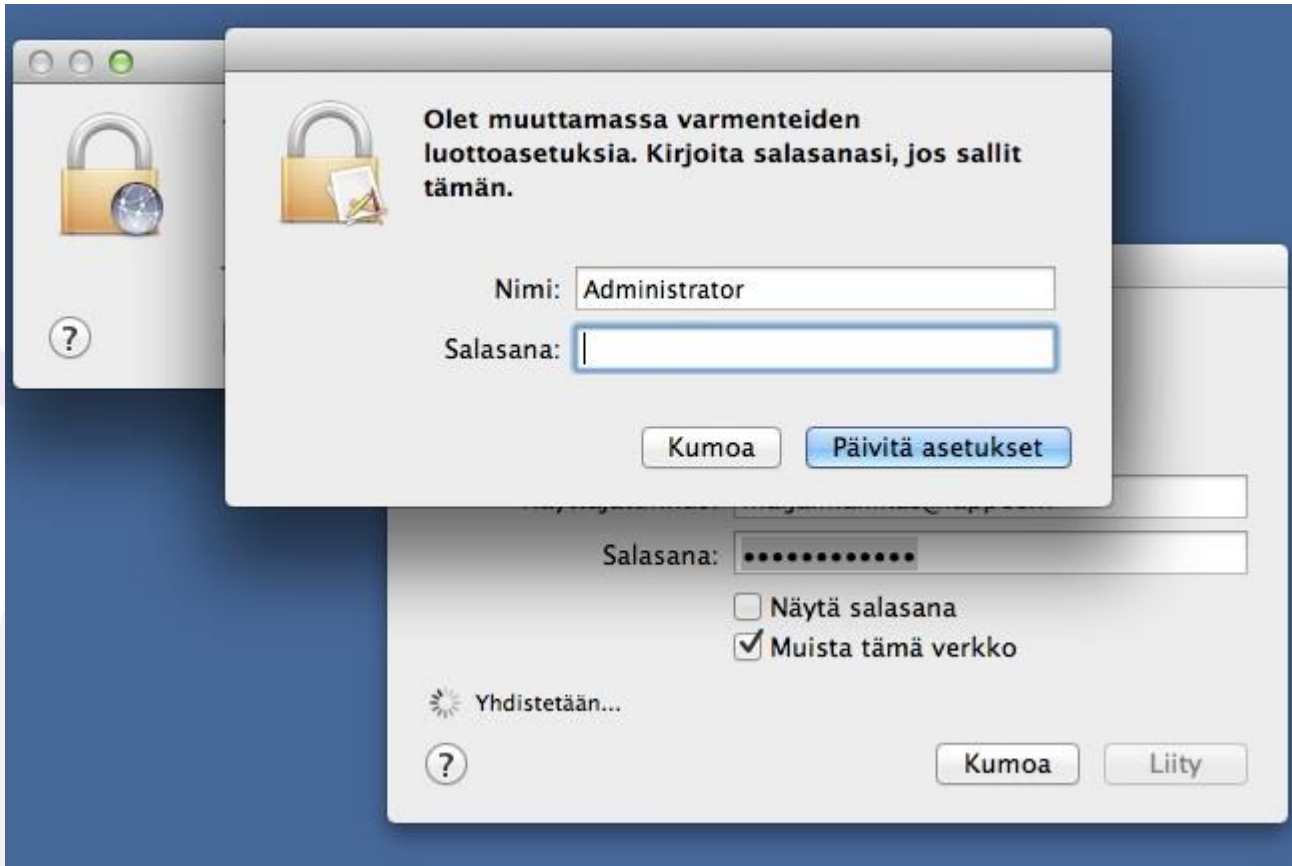 Olet muuttamassa varmenteiden
luottoasetuksia. Kirjoita salasanasi, jos sallit
tämän.
Nimi: Administrator
Salasana:
Kumoa Päivitä asetukset
Salasana: ••••••••••••
Näytä salasana
Muista tämä verkko
Yhdistetään...
?
?
Kumoa Liity